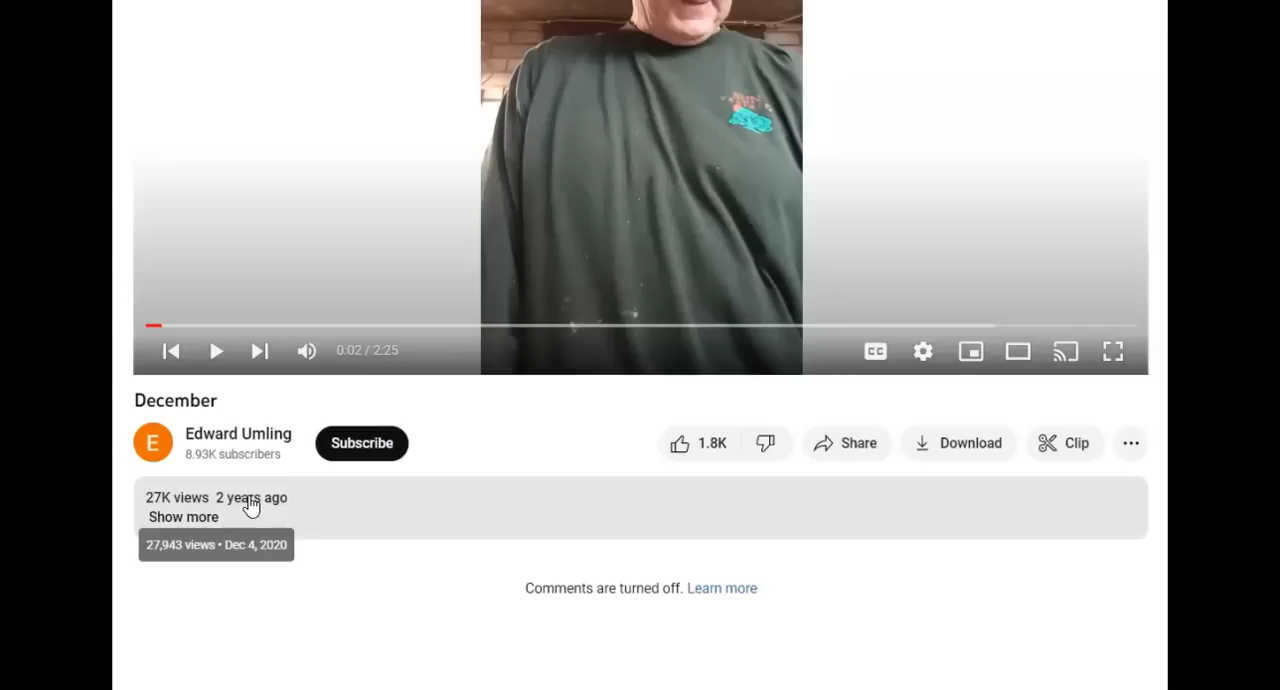 0:02 / 2:25
CC
December
E
Edward Umling
8.93K subscribers
Subscribe
1.8K
Share
Download
Clip
27K views 2 years ago
Show more
27,943 views • Dec 4, 2020
Comments are turned off. Learn more